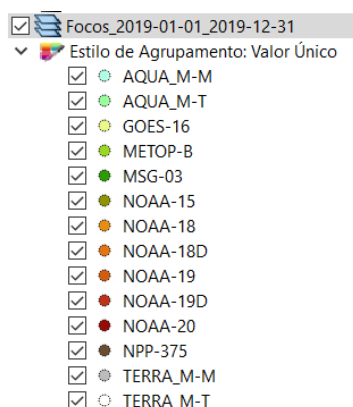 Focos_2019-01-01_2019-12-31
Estilo de Agrupamento: Valor Único
AQUA_M-M
AQUA_M-T
GOES-16
METOP-B
MSG-03
NOAA-15
NOAA-18
NOAA-18D
NOAA-19
NOAA-19D
NOAA-20
NPP-375
TERRA_M-M
TERRA_M-T